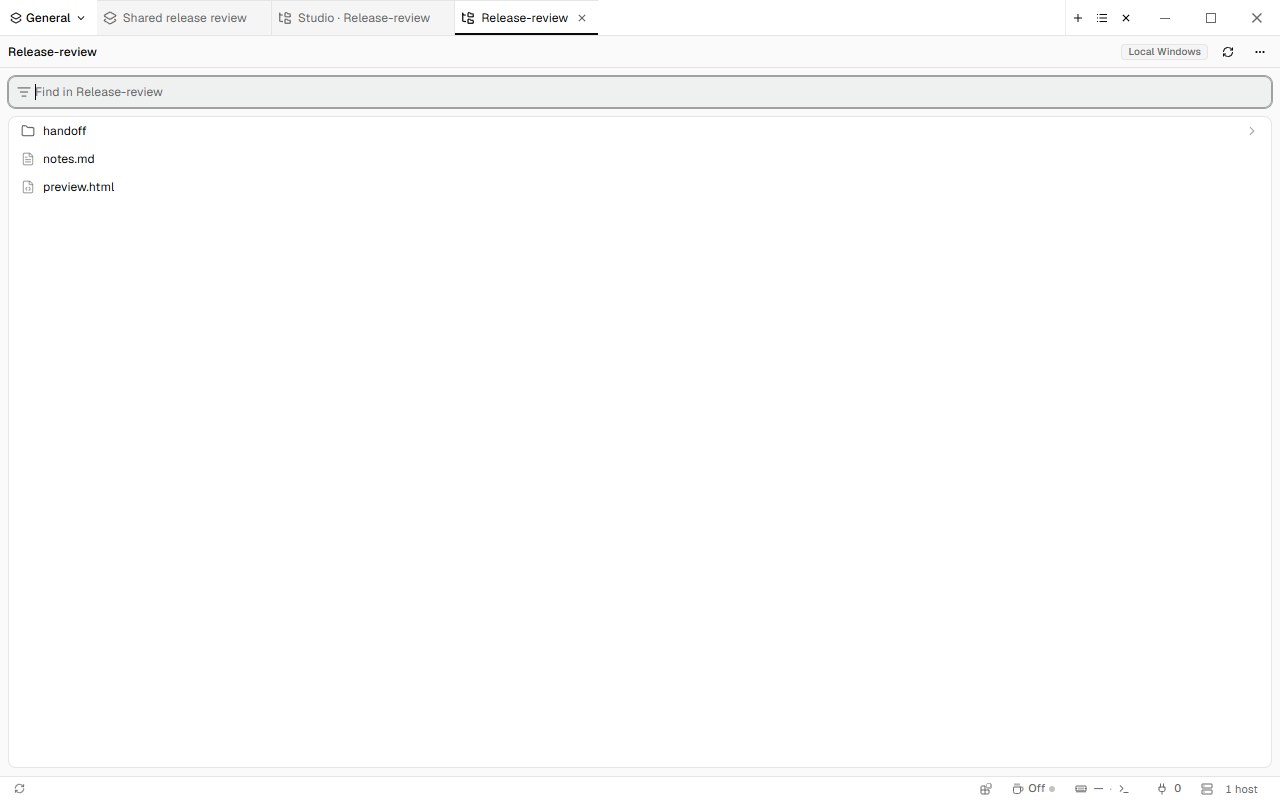 General
Shared release review
Studio · Release-review
Release-review
Release-review
Local Windows
Find in Release-review
handoff
notes.md
preview.html
Off
0
1 host